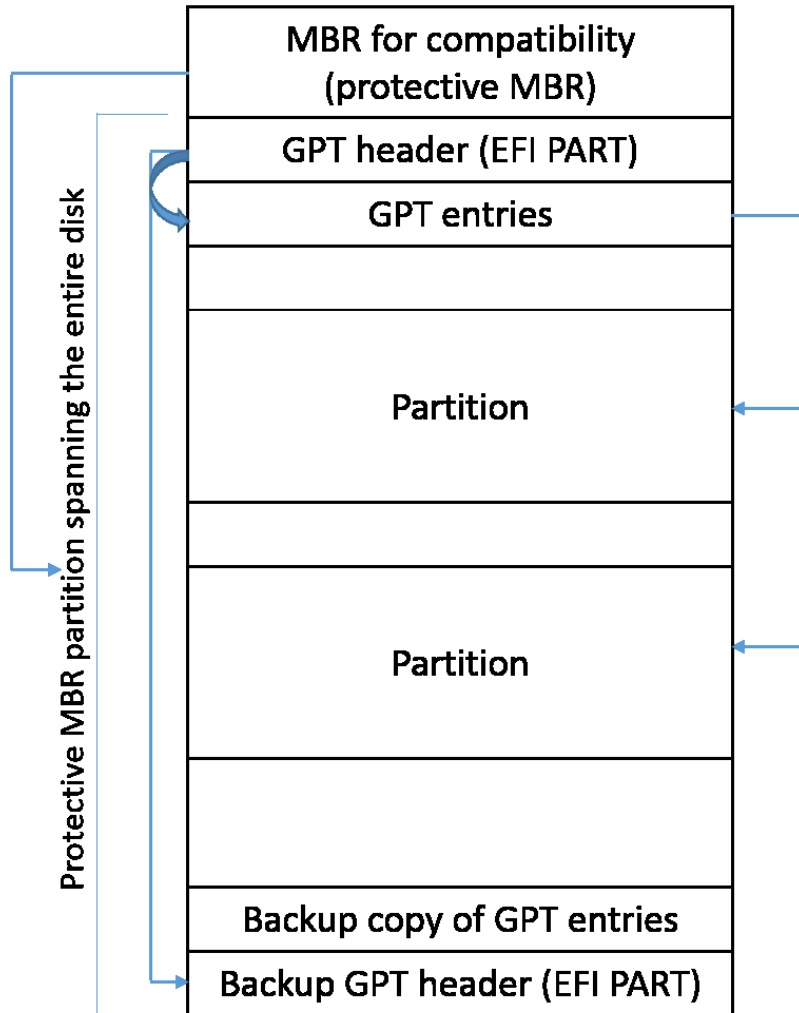 MBR for compatibility
(protective MBR)
GPT header (EFI PART)
GPT entries
Partition
Partition
Backup copy of GPT entries
Backup GPT header (EFI PART)
Protective MBR partition spanning the entire disk